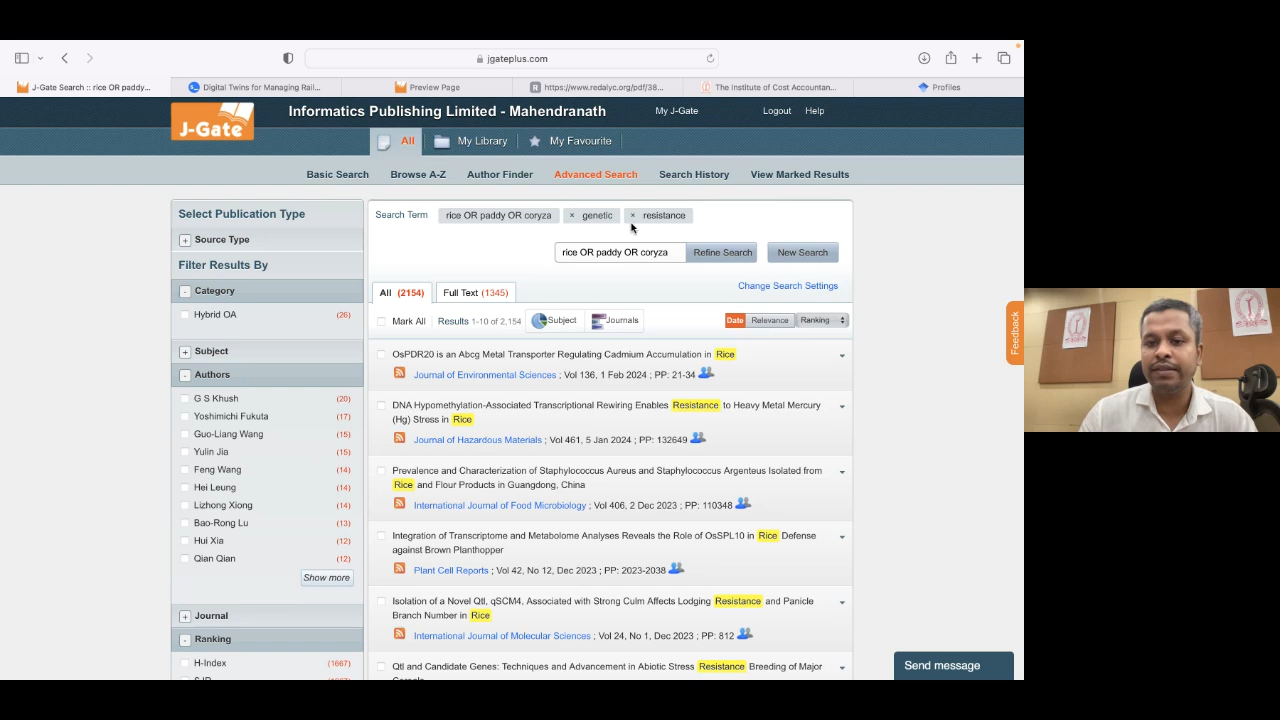 jgateplus.com
J-Gate Search :: rice OR paddy...
Digital Twins for Managing Rail...
Preview Page
https://www.redalyc.org/pdf/38...
The Institute of Cost Accountan...
Profiles
J-Gate
Informatics Publishing Limited - Mahendranath
My J-Gate
Logout
Help
All
My Library
My Favourite
Basic Search
Browse A-Z
Author Finder
Advanced Search
Search History
View Marked Results
Select Publication Type
+ Source Type
Filter Results By
- Category
Hybrid OA (26)
+ Subject
- Authors
G S Khush (20)
Yoshimichi Fukuta (17)
Guo-Liang Wang (15)
Yulin Jia (15)
Feng Wang (14)
Hei Leung (14)
Lizhong Xiong (14)
Bao-Rong Lu (13)
Hui Xia (12)
Qian Qian (12)
Show more
+ Journal
- Ranking
H-Index (1667)
Search Term rice OR paddy OR coryza × genetic × resistance
rice OR paddy OR coryza Refine Search New Search
Change Search Settings
All (2154) Full Text (1345)
Mark All Results 1-10 of 2,154 Subject Journals Date Relevance Ranking
OsPDR20 is an Abcg Metal Transporter Regulating Cadmium Accumulation in Rice
Journal of Environmental Sciences ; Vol 136, 1 Feb 2024 ; PP: 21-34
DNA Hypomethylation-Associated Transcriptional Rewiring Enables Resistance to Heavy Metal Mercury
(Hg) Stress in Rice
Journal of Hazardous Materials ; Vol 461, 5 Jan 2024 ; PP: 132649
Prevalence and Characterization of Staphylococcus Aureus and Staphylococcus Argenteus Isolated from
Rice and Flour Products in Guangdong, China
International Journal of Food Microbiology ; Vol 406, 2 Dec 2023 ; PP: 110348
Integration of Transcriptome and Metabolome Analyses Reveals the Role of OsSPL10 in Rice Defense
against Brown Planthopper
Plant Cell Reports ; Vol 42, No 12, Dec 2023 ; PP: 2023-2038
Isolation of a Novel Qtl, qSCM4, Associated with Strong Culm Affects Lodging Resistance and Panicle
Branch Number in Rice
International Journal of Molecular Sciences ; Vol 24, No 1, Dec 2023 ; PP: 812
Qtl and Candidate Genes: Techniques and Advancement in Abiotic Stress Resistance Breeding of Major
Feedback
Send message